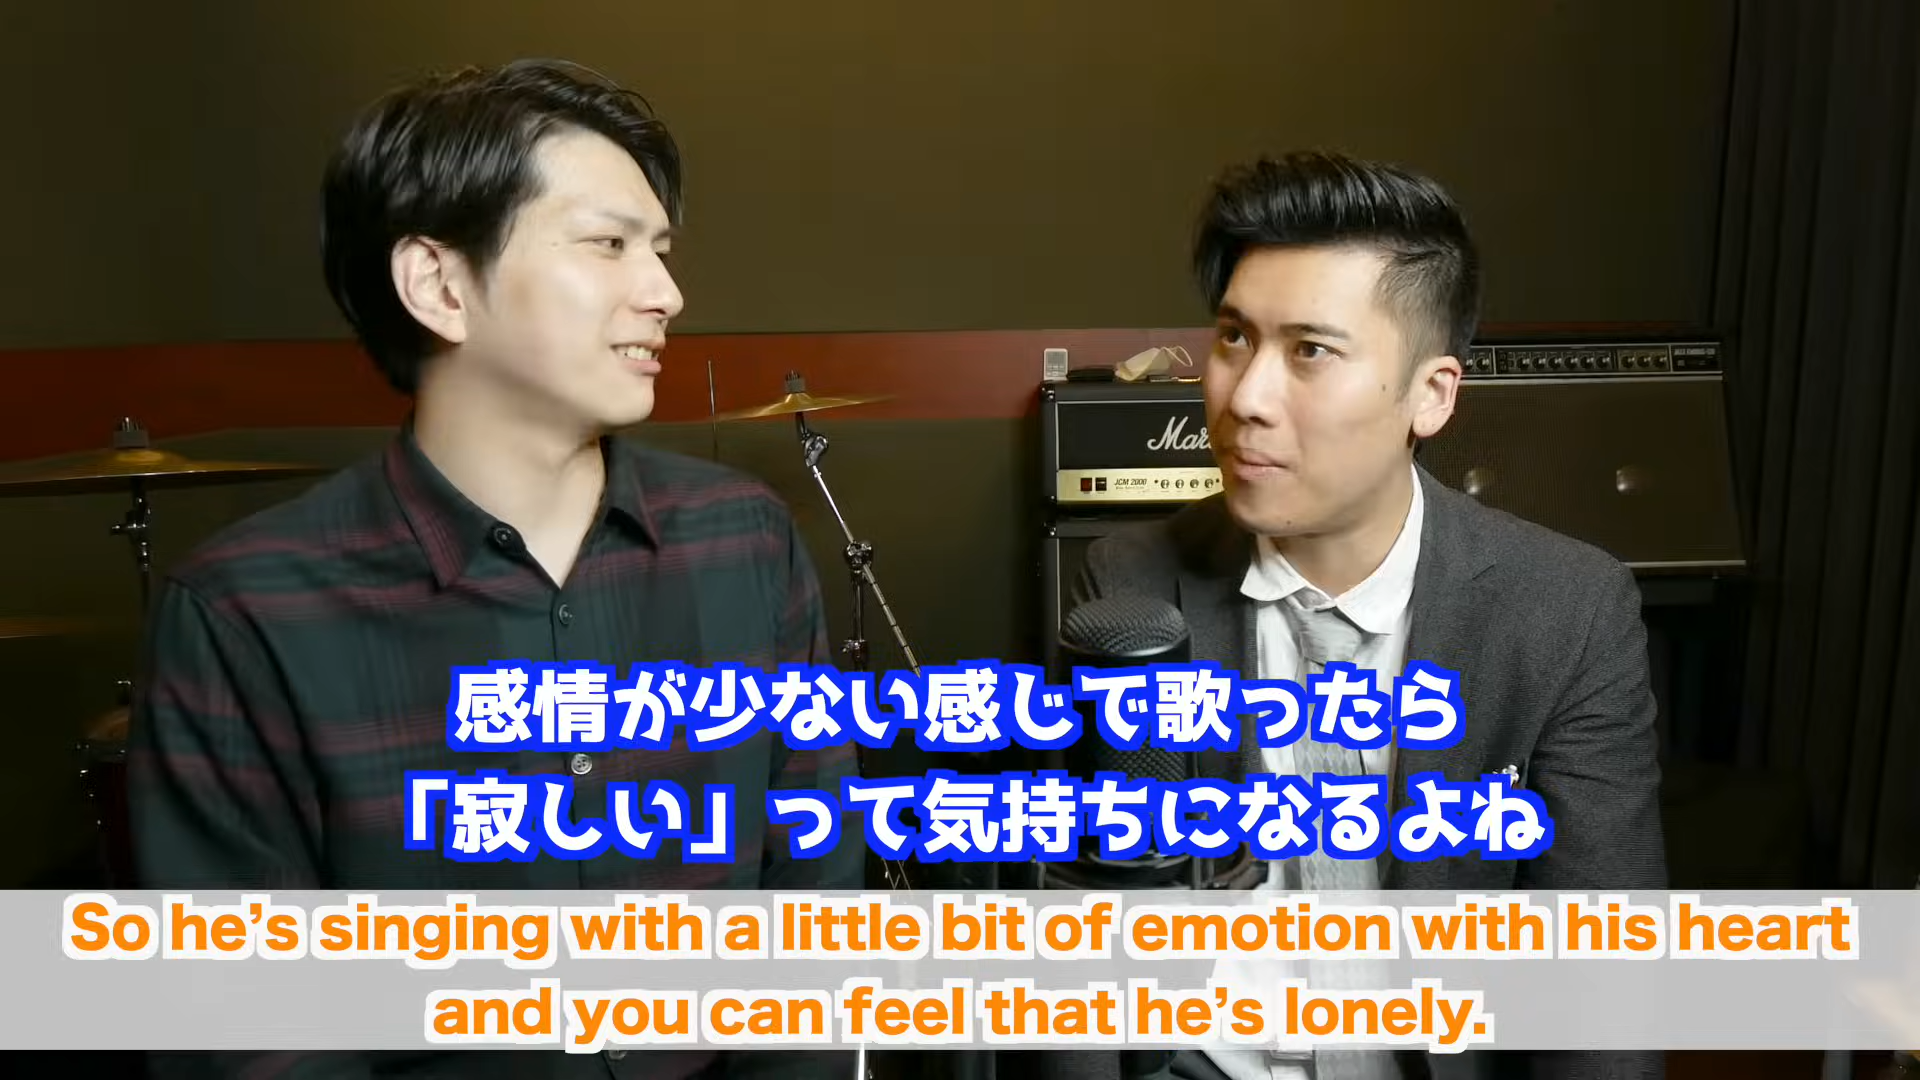 Mar
JCM 2000
感情が少ない感じで歌ったら
「寂しい」って気持ちになるよね
So he’s singing with a little bit of emotion with his heart
and you can feel that he’s lonely.